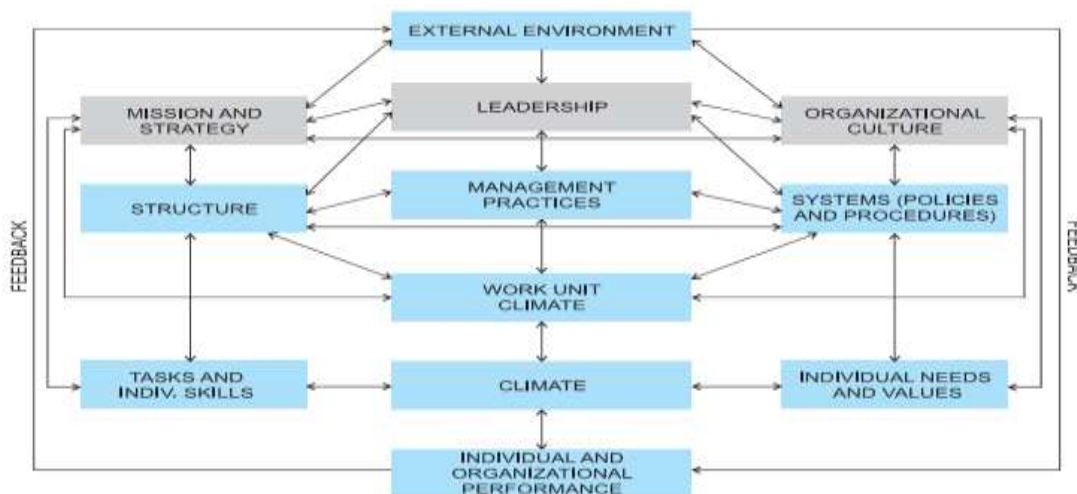 EXTERNAL ENVIRONMENT
MISSION AND
STRATEGY
LEADERSHIP
ORGANIZATIONAL
CULTURE
STRUCTURE
MANAGEMENT
PRACTICES
SYSTEMS (POLICIES
AND PROCEDURES)
FEEDBACK
FEEDBACK
WORK UNIT
CLIMATE
TASKS AND
INDIV. SKILLS
CLIMATE
INDIVIDUAL NEEDS
AND VALUES
INDIVIDUAL AND
ORGANIZATIONAL
PERFORMANCE